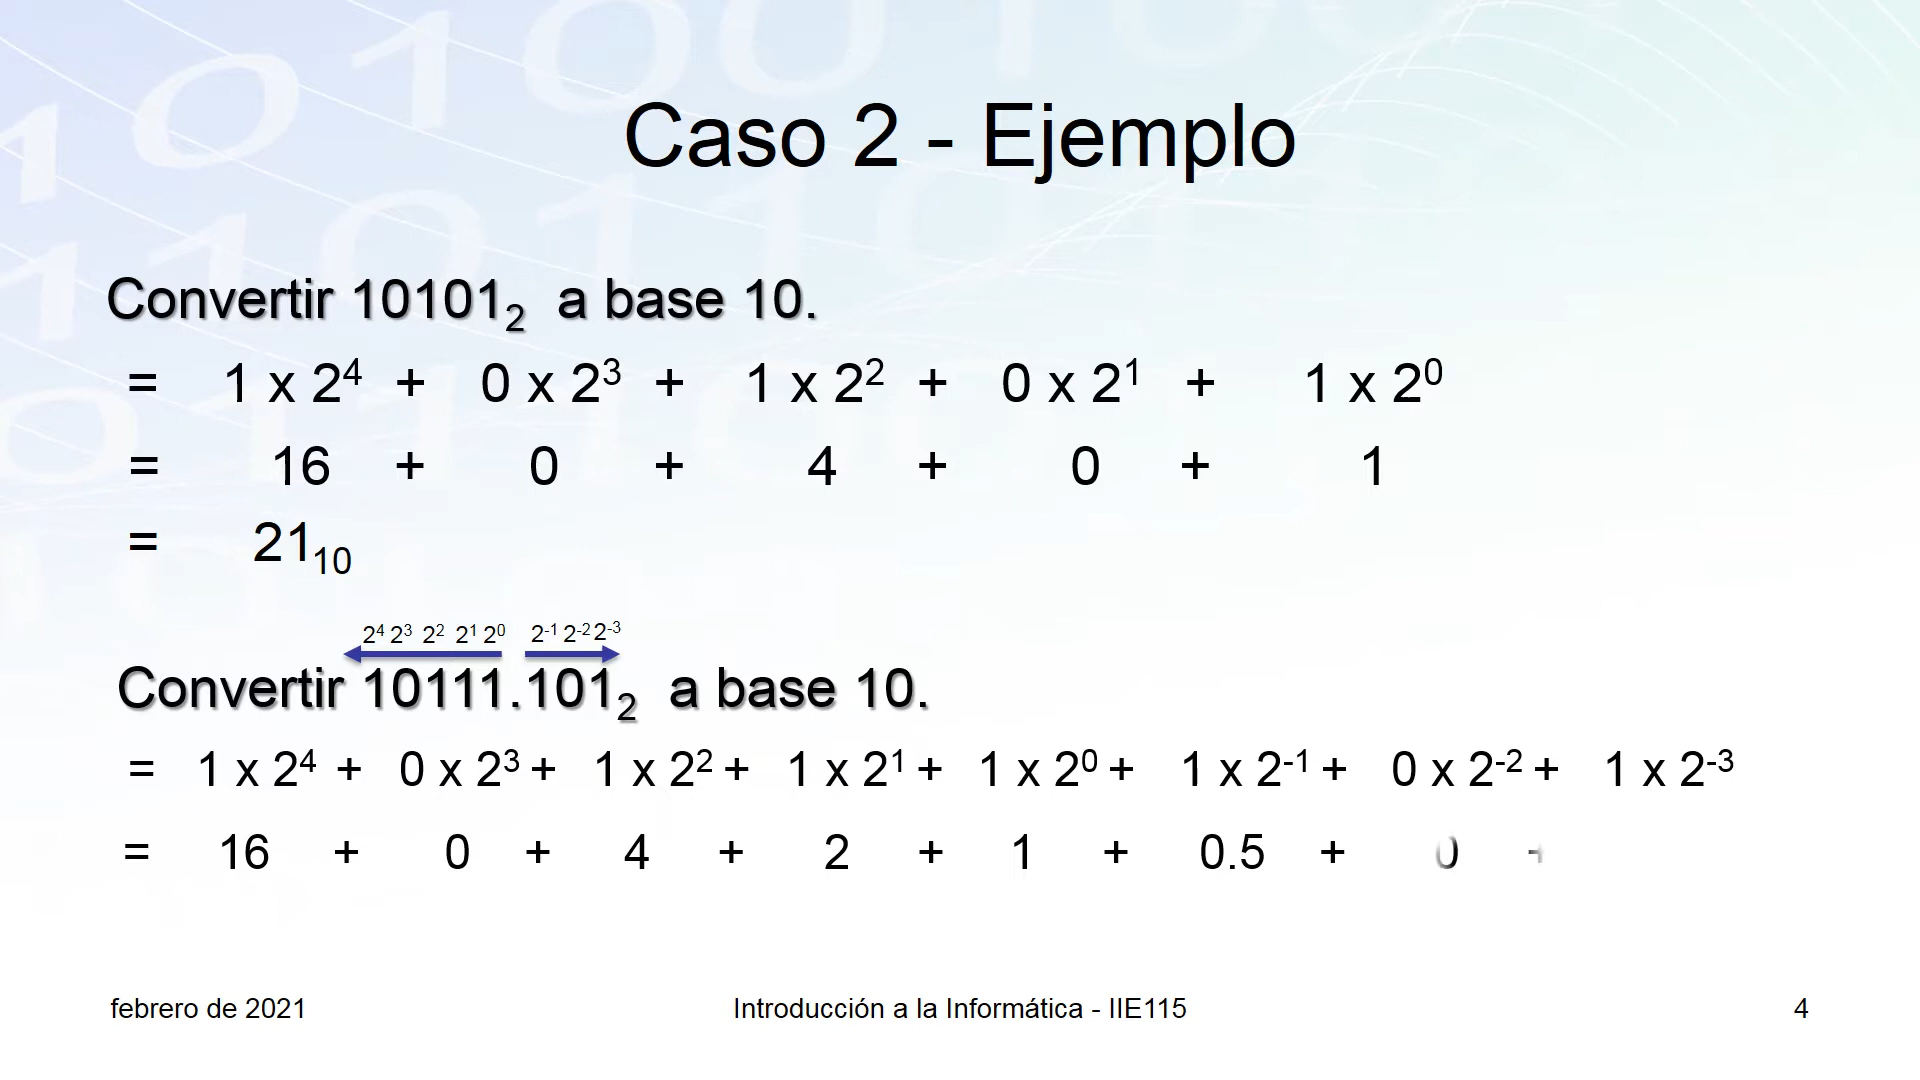 Caso 2 - Ejemplo
Convertir 10101₂ a base 10.
= 1 x 2⁴ + 0 x 2³ + 1 x 2² + 0 x 2¹ + 1 x 2⁰
= 16 + 0 + 4 + 0 + 1
= 21₁₀
2⁴ 2³ 2² 2¹ 2⁰ 2⁻¹ 2⁻² 2⁻³
Convertir 10111.101₂ a base 10.
= 1 x 2⁴ + 0 x 2³ + 1 x 2² + 1 x 2¹ + 1 x 2⁰ + 1 x 2⁻¹ + 0 x 2⁻² + 1 x 2⁻³
= 16 + 0 + 4 + 2 + 1 + 0.5 + 0 +
febrero de 2021
Introducción a la Informática - IIE115
4